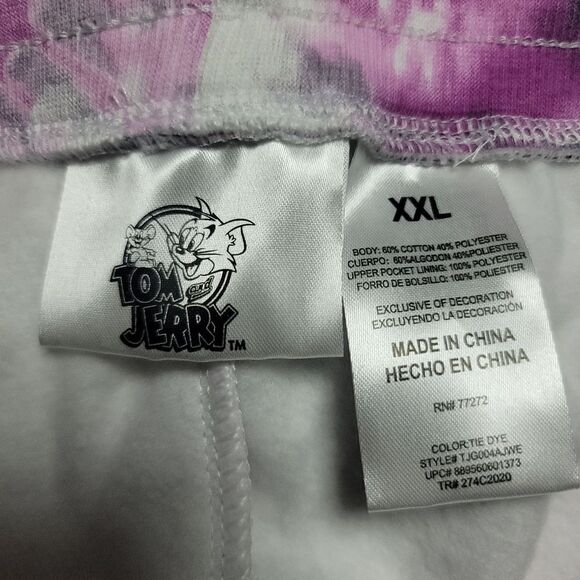 TOM
and
JERRY
TM
XXL
BODY: 60% COTTON 40% POLYESTER
CUERPO: 60%ALGODON 40%POLIESTER
UPPER POCKET LINING: 100% POLYESTER
FORRO DE BOLSILLO: 100% POLIESTER
EXCLUSIVE OF DECORATION
EXCLUYENDO LA DECORACIÓN
MADE IN CHINA
HECHO EN CHINA
RN# 77272
COLOR:TIE DYE
STYLE# TJG004AJWE
UPC# 889560601373
TR# 274C2020